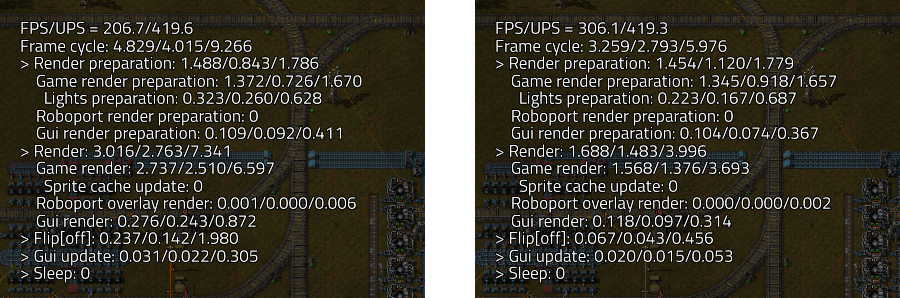 FPS/UPS = 206.7/419.6
Frame cycle: 4.829/4.015/9.266
> Render preparation: 1.488/0.843/1.786
Game render preparation: 1.372/0.726/1.670
Lights preparation: 0.323/0.260/0.628
Roboport render preparation: 0
Gui render preparation: 0.109/0.092/0.411
> Render: 3.016/2.763/7.341
Game render: 2.737/2.510/6.597
Sprite cache update: 0
Roboport overlay render: 0.001/0.000/0.006
Gui render: 0.276/0.243/0.872
> Flip[off]: 0.237/0.142/1.980
> Gui update: 0.031/0.022/0.305
> Sleep: 0
FPS/UPS = 306.1/419.3
Frame cycle: 3.259/2.793/5.976
> Render preparation: 1.454/1.120/1.779
Game render preparation: 1.345/0.918/1.657
Lights preparation: 0.223/0.167/0.687
Roboport render preparation: 0
Gui render preparation: 0.104/0.074/0.367
> Render: 1.688/1.483/3.996
Game render: 1.568/1.376/3.693
Sprite cache update: 0
Roboport overlay render: 0.000/0.000/0.002
Gui render: 0.118/0.097/0.314
> Flip[off]: 0.067/0.043/0.456
> Gui update: 0.020/0.015/0.053
> Sleep: 0